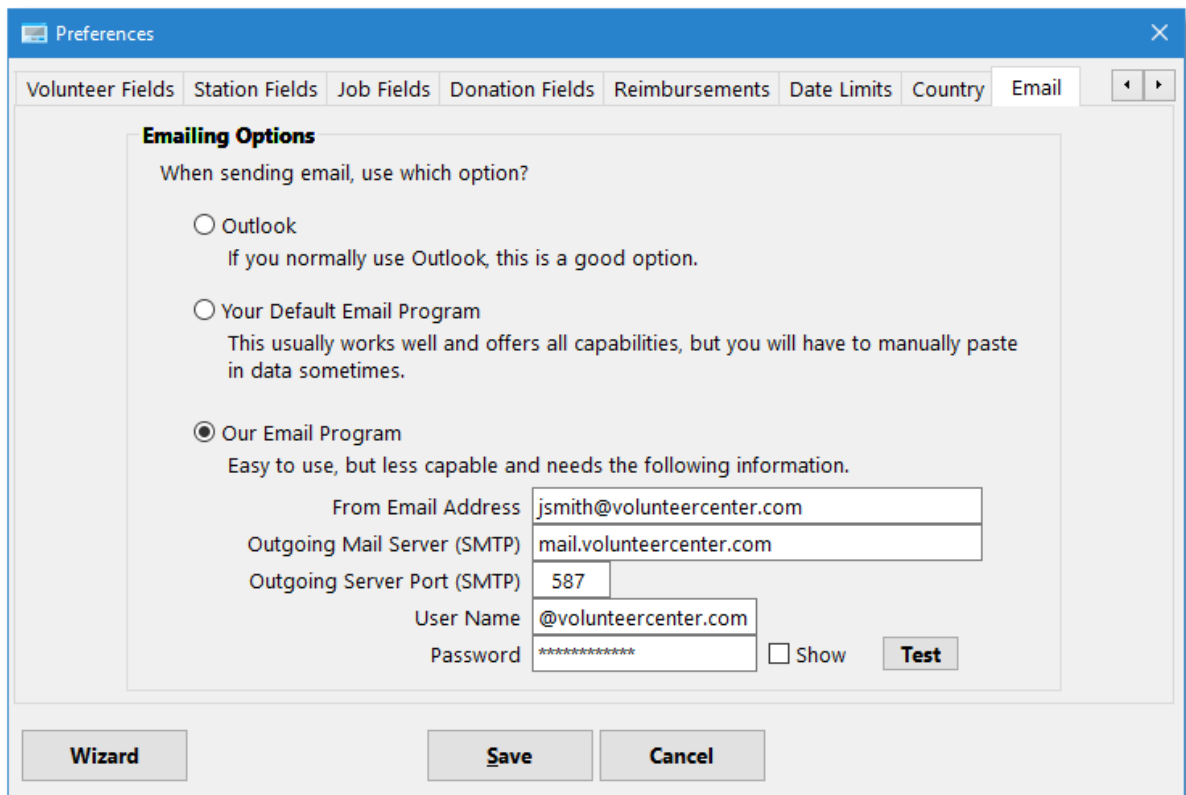 Preferences
Volunteer Fields Station Fields Job Fields Donation Fields Reimbursements Date Limits Country Email
Emailing Options
When sending email, use which option?
Outlook
If you normally use Outlook, this is a good option.
Your Default Email Program
This usually works well and offers all capabilities, but you will have to manually paste
in data sometimes.
Our Email Program
Easy to use, but less capable and needs the following information.
From Email Address jsmith@volunteercenter.com
Outgoing Mail Server (SMTP) mail.volunteercenter.com
Outgoing Server Port (SMTP) 587
User Name @volunteercenter.com
Password ************ Show Test
Wizard Save Cancel